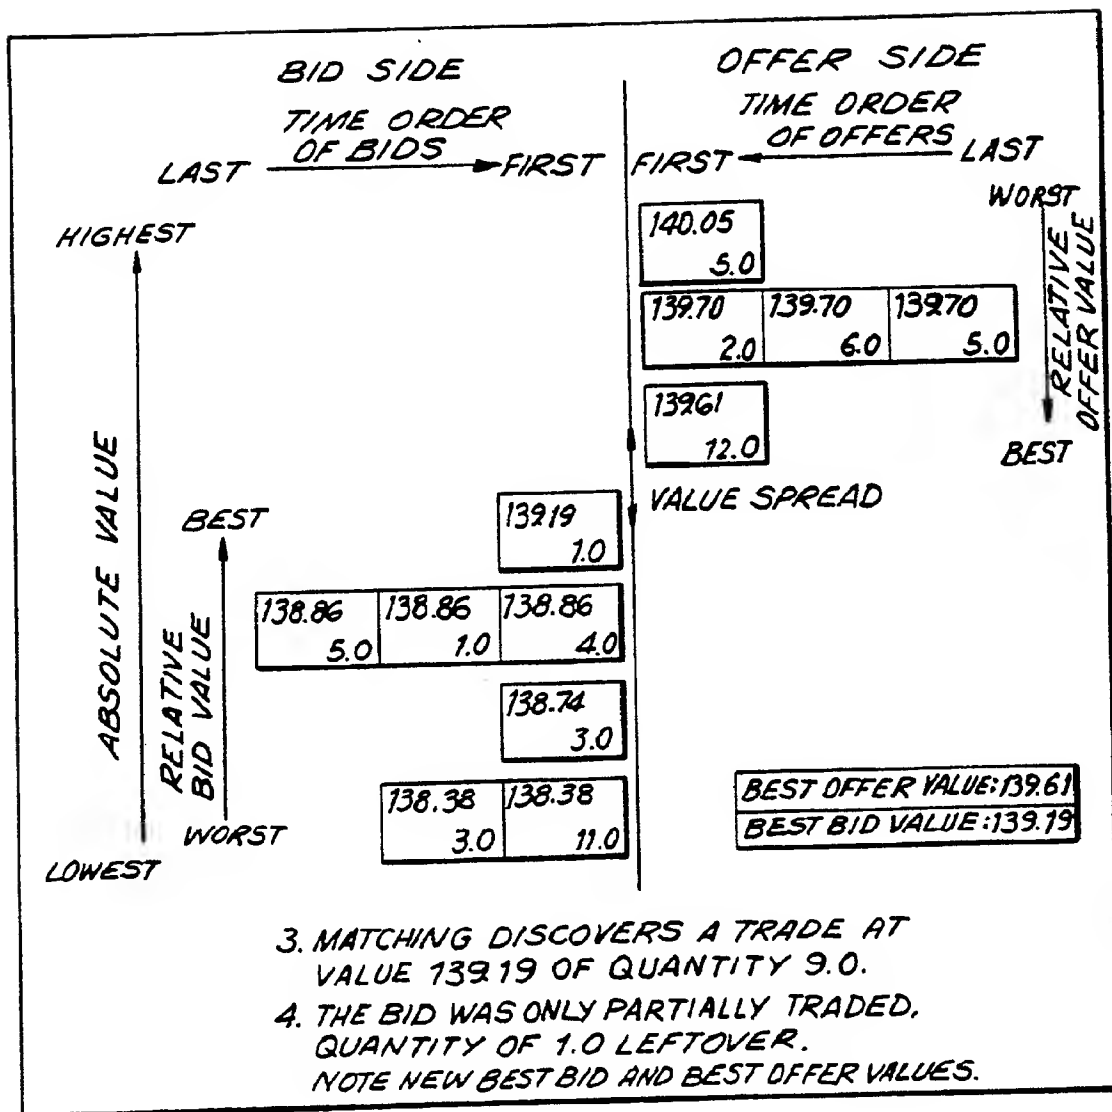 BID SIDE
OFFER SIDE
TIME ORDER
OF BIDS
TIME ORDER
OF OFFERS
LAST
FIRST
FIRST
LAST
HIGHEST
WORST
140.05
5.0
139.70 139.70 139.70
2.0 6.0 5.0
139.61
12.0
RELATIVE
OFFER VALUE
BEST
VALUE SPREAD
ABSOLUTE VALUE
BEST
139.19
1.0
138.86 138.86 138.86
5.0 1.0 4.0
RELATIVE
BID VALUE
138.74
3.0
138.38 138.38
3.0 11.0
WORST
LOWEST
BEST OFFER VALUE:139.61
BEST BID VALUE:139.19
3. MATCHING DISCOVERS A TRADE AT
VALUE 139.19 OF QUANTITY 9.0.
4. THE BID WAS ONLY PARTIALLY TRADED,
QUANTITY OF 1.0 LEFTOVER.
NOTE NEW BEST BID AND BEST OFFER VALUES.